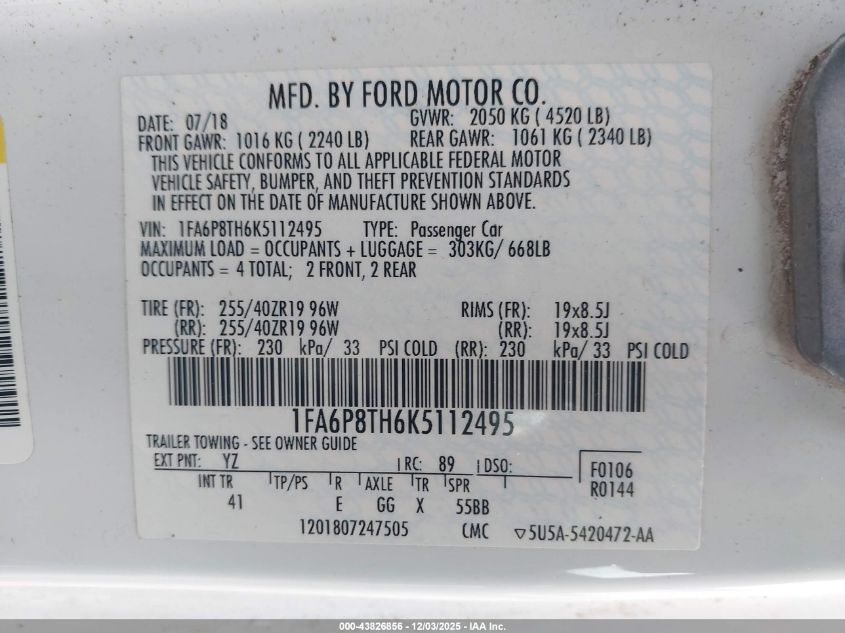 MFD. BY FORD MOTOR CO.
DATE: 07/18 GVWR: 2050 KG ( 4520 LB)
FRONT GAWR: 1016 KG ( 2240 LB) REAR GAWR: 1061 KG ( 2340 LB)
THIS VEHICLE CONFORMS TO ALL APPLICABLE FEDERAL MOTOR
VEHICLE SAFETY, BUMPER, AND THEFT PREVENTION STANDARDS
IN EFFECT ON THE DATE OF MANUFACTURE SHOWN ABOVE.
VIN: 1FA6P8TH6K5112495 TYPE: Passenger Car
MAXIMUM LOAD = OCCUPANTS + LUGGAGE = 303KG/ 668LB
OCCUPANTS = 4 TOTAL; 2 FRONT, 2 REAR
TIRE (FR): 255/40ZR19 96W RIMS (FR): 19x8.5J
(RR): 255/40ZR19 96W (RR): 19x8.5J
PRESSURE (FR): 230 kPa/ 33 PSI COLD (RR): 230 kPa/ 33 PSI COLD
1FA6P8TH6K5112495
TRAILER TOWING - SEE OWNER GUIDE
EXT PNT: YZ RC: 89 DSO: F0106
R0144
INT TR TP/PS R AXLE TR SPR
41 E GG X 55BB
1201807247505 CMC ▽5U5A-5420472-AA
000-43826856 - 12/03/2025 - IAA Inc.